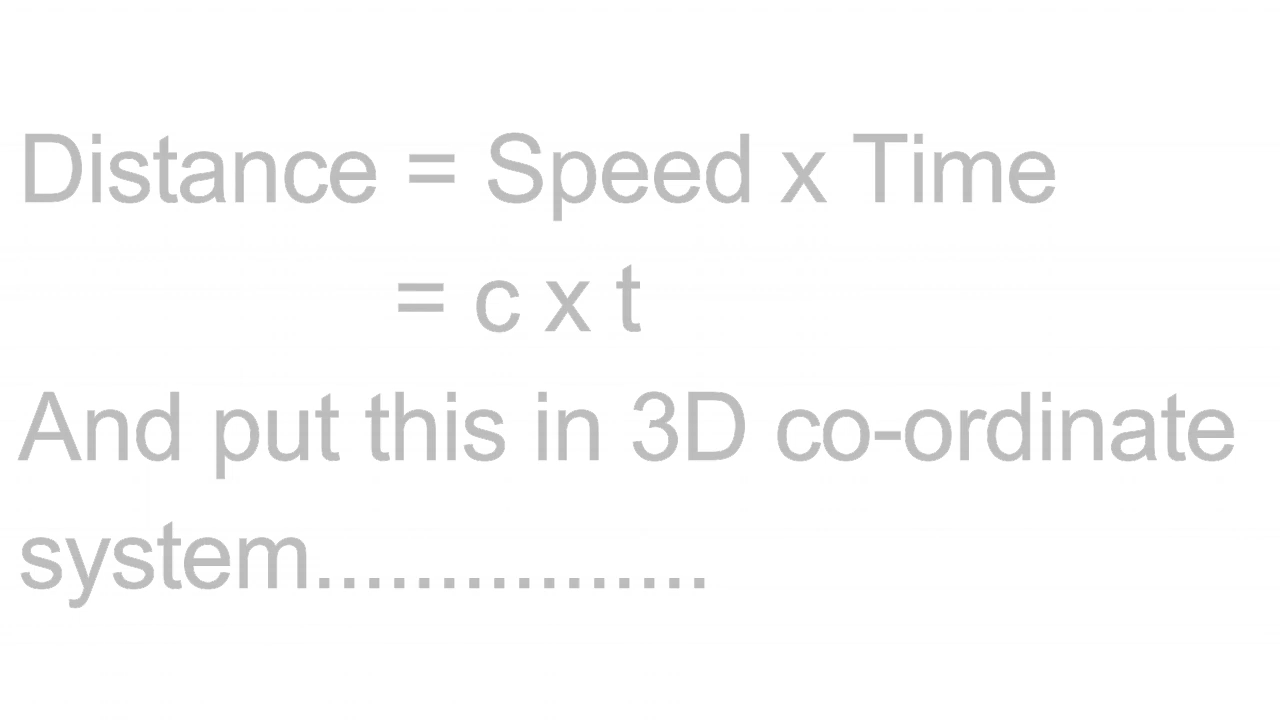 Distance = Speed x Time
= c x t
And put this in 3D co-ordinate
system................